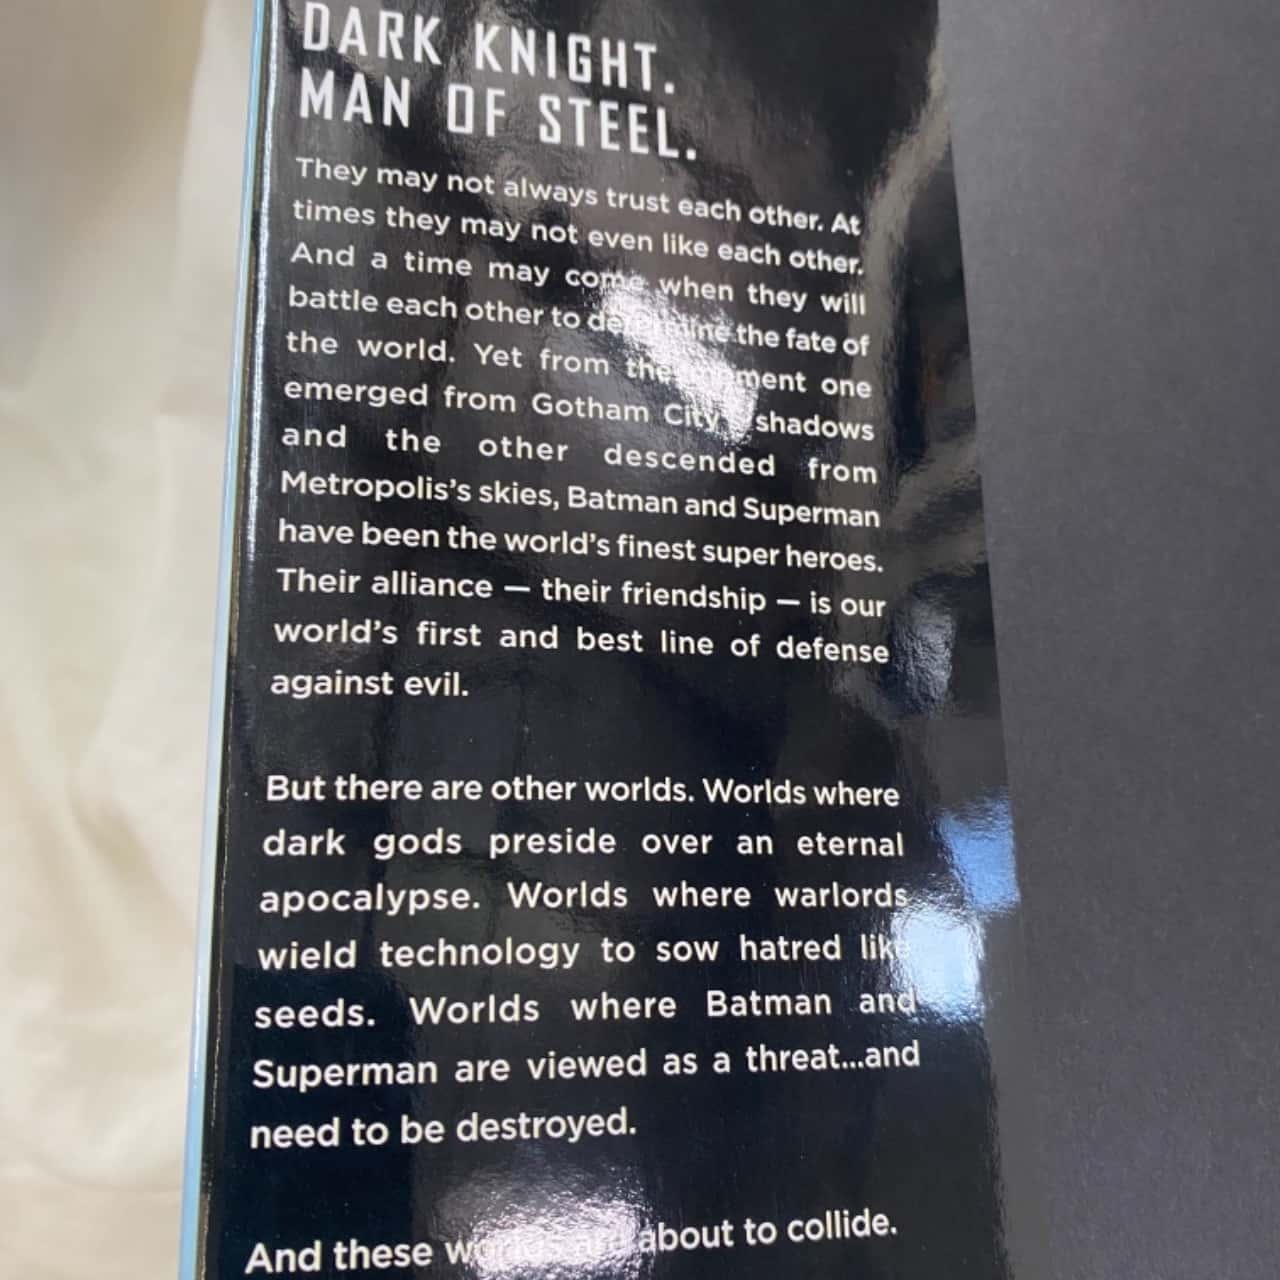 DARK KNIGHT.
MAN OF STEEL.
They may not always trust each other. At
times they may not even like each other.
And a time may come when they will
battle each other to determine the fate of
the world. Yet from the moment one
emerged from Gotham City's shadows
and the other descended from
Metropolis's skies, Batman and Superman
have been the world's finest super heroes.
Their alliance — their friendship — is our
world's first and best line of defense
against evil.
But there are other worlds. Worlds where
dark gods preside over an eternal
apocalypse. Worlds where warlords
wield technology to sow hatred like
seeds. Worlds where Batman and
Superman are viewed as a threat...and
need to be destroyed.
And these worlds are about to collide.